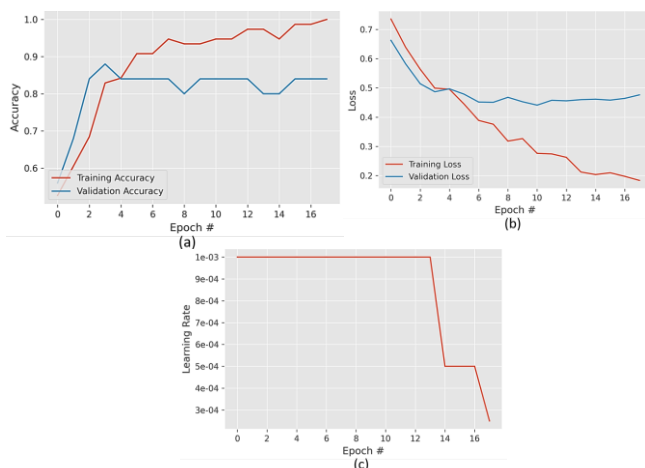 1.0
0.9
0.8
0.7
0.6
Accuracy
Training Accuracy
Validation Accuracy
0 2 4 6 8 10 12 14 16
Epoch #
(a)
0.7
0.6
0.5
0.4
0.3
0.2
Loss
Training Loss
Validation Loss
0 2 4 6 8 10 12 14 16
Epoch #
(b)
1e-03
9e-04
8e-04
7e-04
6e-04
5e-04
4e-04
3e-04
Learning Rate
0 2 4 6 8 10 12 14 16
Epoch #
(c)